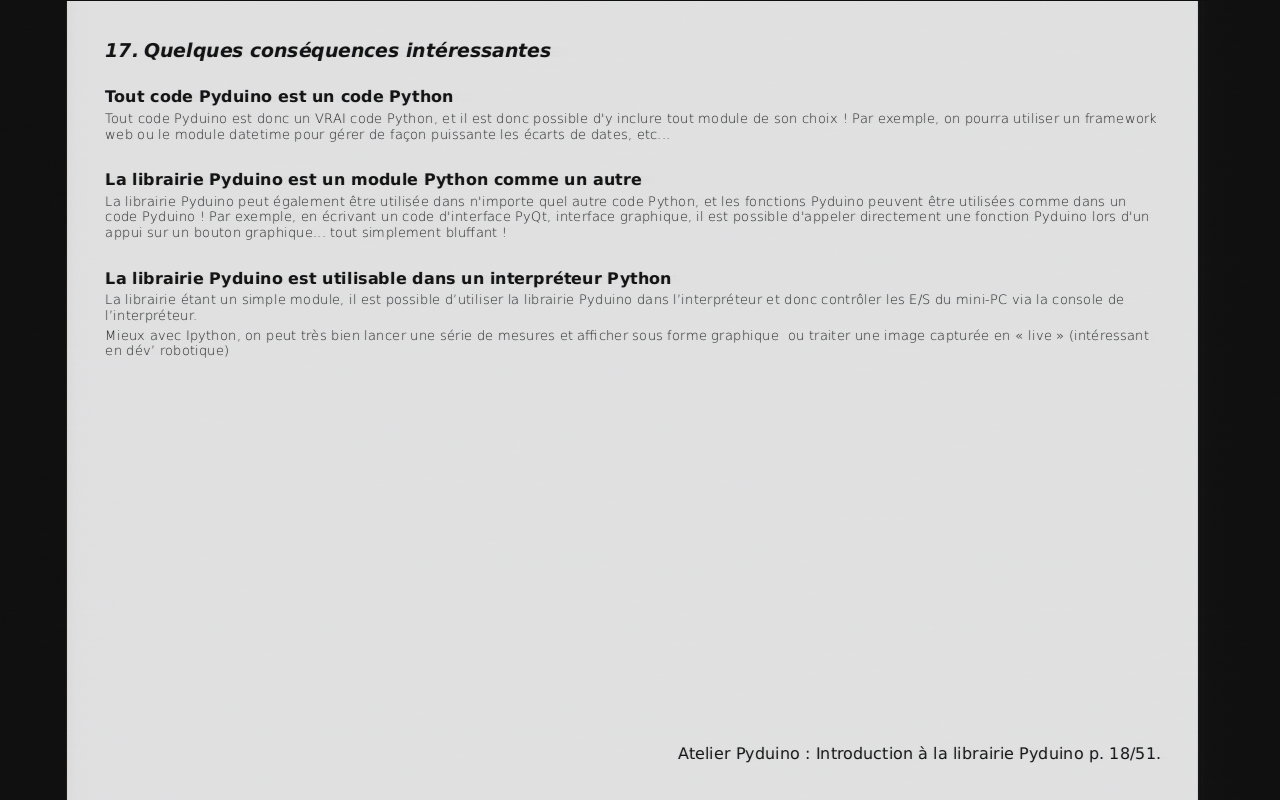 17. Quelques conséquences intéressantes
Tout code Pyduino est un code Python
Tout code Pyduino est donc un VRAI code Python, et il est donc possible d'y inclure tout module de son choix ! Par exemple, on pourra utiliser un framework
web ou le module datetime pour gérer de façon puissante les écarts de dates, etc...
La librairie Pyduino est un module Python comme un autre
La librairie Pyduino peut également être utilisée dans n'importe quel autre code Python, et les fonctions Pyduino peuvent être utilisées comme dans un
code Pyduino ! Par exemple, en écrivant un code d'interface PyQt, interface graphique, il est possible d'appeler directement une fonction Pyduino lors d'un
appui sur un bouton graphique... tout simplement bluffant !
La librairie Pyduino est utilisable dans un interpréteur Python
La librairie étant un simple module, il est possible d’utiliser la librairie Pyduino dans l’interpréteur et donc contrôler les E/S du mini-PC via la console de
l’interpréteur.
Mieux avec Ipython, on peut très bien lancer une série de mesures et afficher sous forme graphique  ou traiter une image capturée en « live » (intéressant
en dév’ robotique)
Atelier Pyduino : Introduction à la librairie Pyduino p. 18/51.